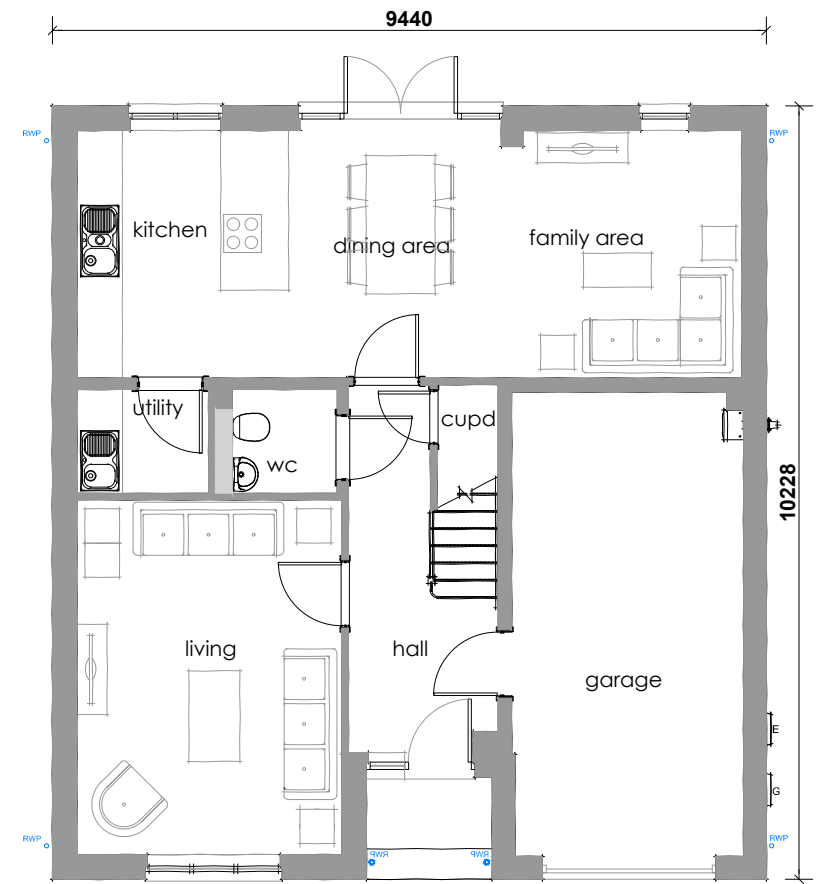 9440
RWP
RWP
kitchen
dining area
family area
utility
cupd
wc
10228
living
hall
garage
E
G
RWP
RWP
RWP
RWP